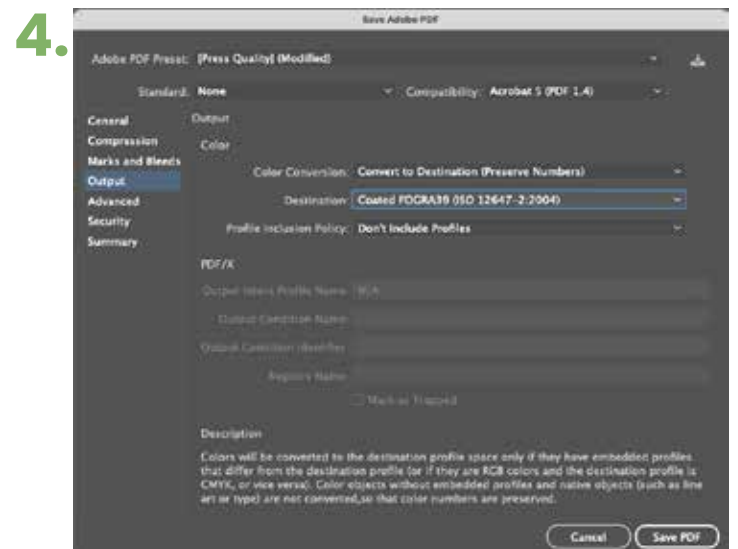 4.
Save Adobe PDF
Adobe PDF Preset: [Press Quality] (Modified)
Standard: None Compatibility: Acrobat 5 (PDF 1.4)
General
Compression
Marks and Bleeds
Output
Advanced
Security
Summary
Output
Color
Color Conversion: Convert to Destination (Preserve Numbers)
Destination: Coated FOGRA39 (ISO 12647-2:2004)
Profile Inclusion Policy: Don't Include Profiles
PDF/X
Output Intent Profile Name: N/A
Output Condition Name:
Output Condition Identifier:
Registry Name:
Mark as Trapped
Description
Colors will be converted to the destination profile space only if they have embedded profiles
that differ from the destination profile (or if they are RGB colors and the destination profile is
CMYK, or vice versa). Color objects without embedded profiles and native objects (such as line
art or type) are not converted,so that color numbers are preserved.
Cancel Save PDF